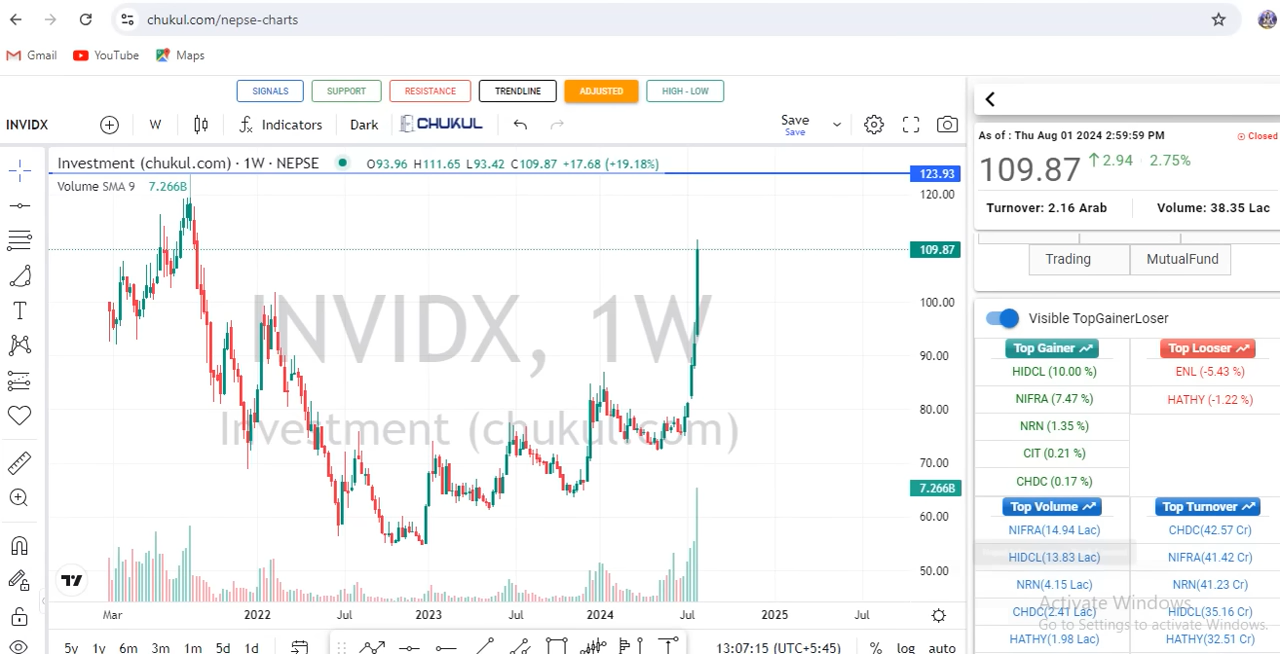 chukul.com/nepse-charts
Gmail YouTube Maps
SIGNALS SUPPORT RESISTANCE TRENDLINE ADJUSTED HIGH - LOW
INVIDX W Indicators Dark CHUKUL Save
Save
Investment (chukul.com) · 1W · NEPSE O93.96 H111.65 L93.42 C109.87 +17.68 (+19.18%)
Volume SMA 9 7.266B
123.93
120.00
109.87
100.00
90.00
80.00
70.00
7.266B
60.00
50.00
INVIDX, 1W
Investment (chukul.com)
Mar 2022 Jul 2023 Jul 2024 Jul 2025 Jul
5y 1y 6m 3m 1m 5d 1d 13:07:15 (UTC+5:45) % log auto
As of : Thu Aug 01 2024 2:59:59 PM Closed
109.87 ↑2.94 2.75%
Turnover: 2.16 Arab Volume: 38.35 Lac
Trading MutualFund
Visible TopGainerLoser
Top Gainer Top Looser
HIDCL (10.00 %) ENL (-5.43 %)
NIFRA (7.47 %) HATHY (-1.22 %)
NRN (1.35 %)
CIT (0.21 %)
CHDC (0.17 %)
Top Volume Top Turnover
NIFRA(14.94 Lac) CHDC(42.57 Cr)
HIDCL(13.83 Lac) NIFRA(41.42 Cr)
NRN(4.15 Lac) NRN(41.23 Cr)
CHDC(2.41 Lac) HIDCL(35.16 Cr)
HATHY(1.98 Lac) HATHY(32.51 Cr)
Activate Windows
Go to Settings to activate Windows.